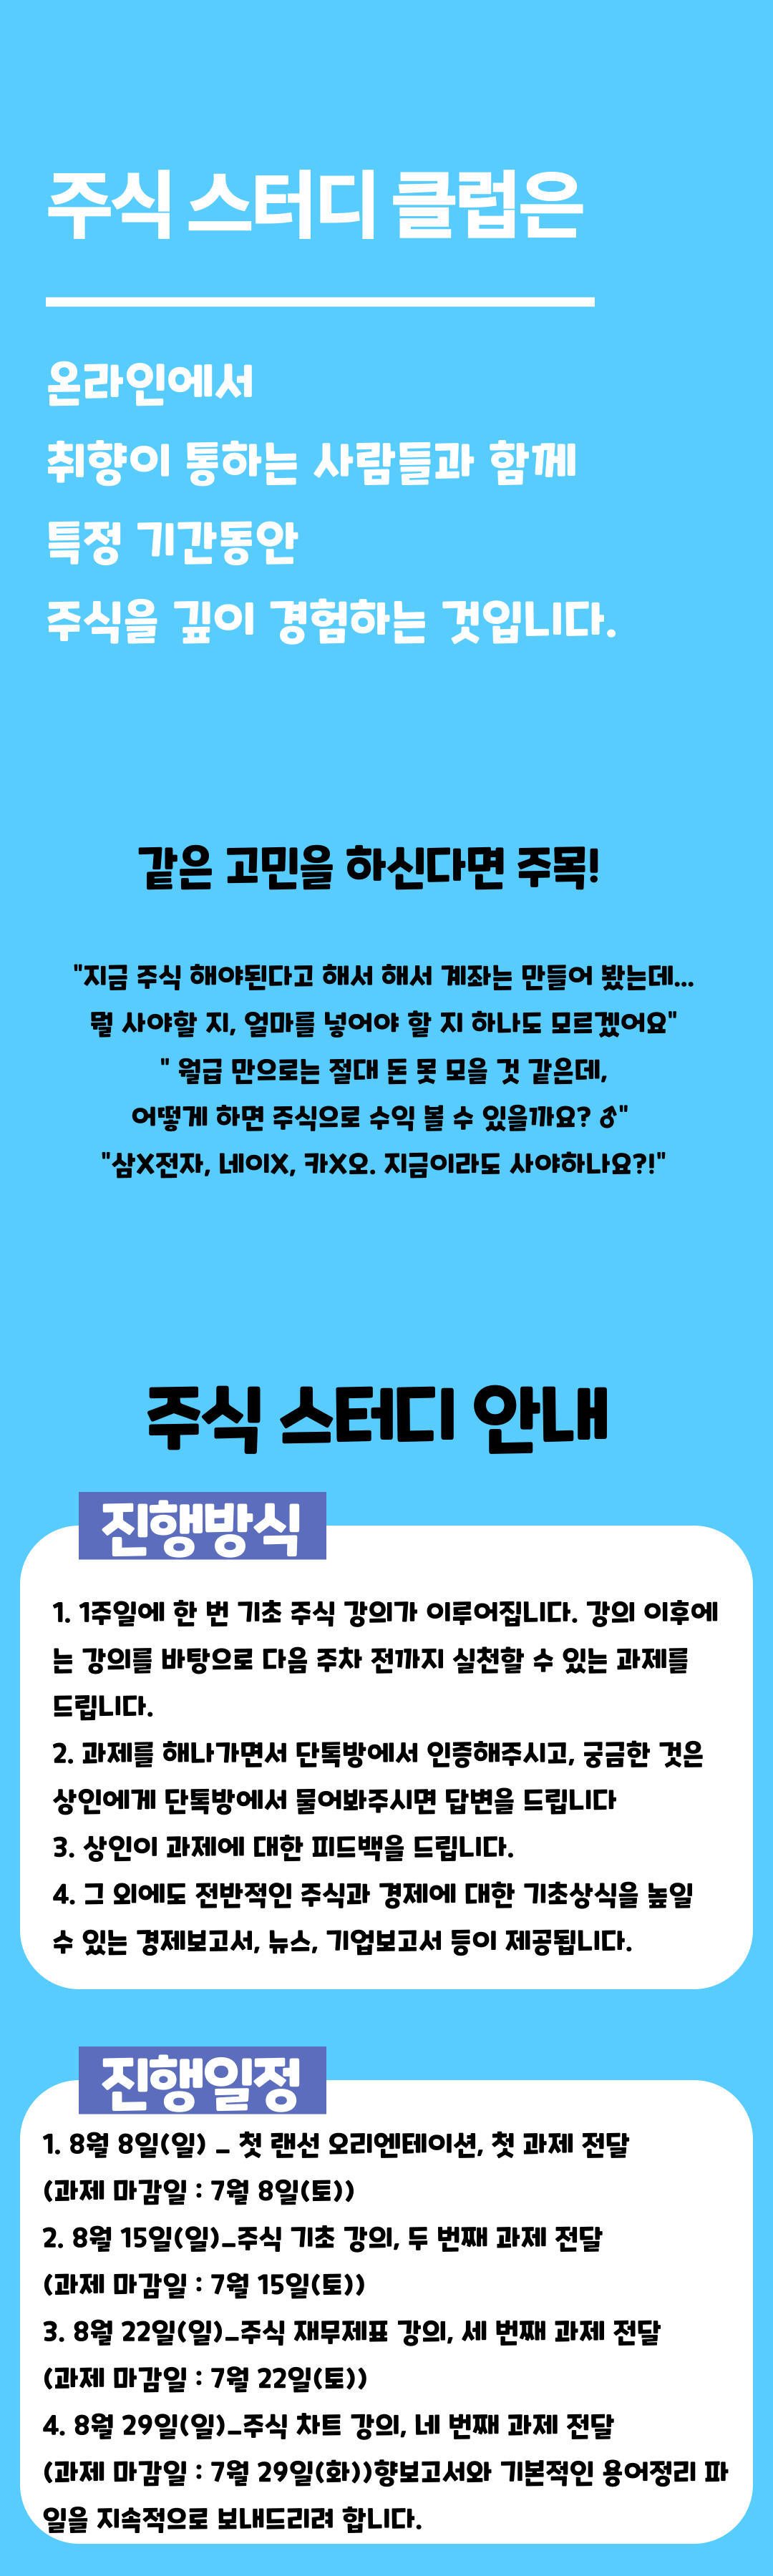 주식 스터디 클럽은
온라인에서
취향이 통하는 사람들과 함께
특정 기간동안
주식을 깊이 경험하는 것입니다.
같은 고민을 하신다면 주목!
"지금 주식 해야된다고 해서 해서 계좌는 만들어 봤는데...
뭘 사야할 지, 얼마를 넣어야 할 지 하나도 모르겠어요"
" 월급 만으로는 절대 돈 못 모을 것 같은데,
어떻게 하면 주식으로 수익 볼 수 있을까요? ♂"
"삼X전자, 네이X, 카X오. 지금이라도 사야하나요?!"
주식 스터디 안내
진행방식
1. 1주일에 한 번 기초 주식 강의가 이루어집니다. 강의 이후에
는 강의를 바탕으로 다음 주차 전까지 실천할 수 있는 과제를
드립니다.
2. 과제를 해나가면서 단톡방에서 인증해주시고, 궁금한 것은
상인에게 단톡방에서 물어봐주시면 답변을 드립니다
3. 상인이 과제에 대한 피드백을 드립니다.
4. 그 외에도 전반적인 주식과 경제에 대한 기초상식을 높일
수 있는 경제보고서, 뉴스, 기업보고서 등이 제공됩니다.
진행일정
1. 8월 8일(일) _ 첫 랜선 오리엔테이션, 첫 과제 전달
(과제 마감일 : 7월 8일(토))
2. 8월 15일(일)_주식 기초 강의, 두 번째 과제 전달
(과제 마감일 : 7월 15일(토))
3. 8월 22일(일)_주식 재무제표 강의, 세 번째 과제 전달
(과제 마감일 : 7월 22일(토))
4. 8월 29일(일)_주식 차트 강의, 네 번째 과제 전달
(과제 마감일 : 7월 29일(화))향보고서와 기본적인 용어정리 파
일을 지속적으로 보내드리려 합니다.